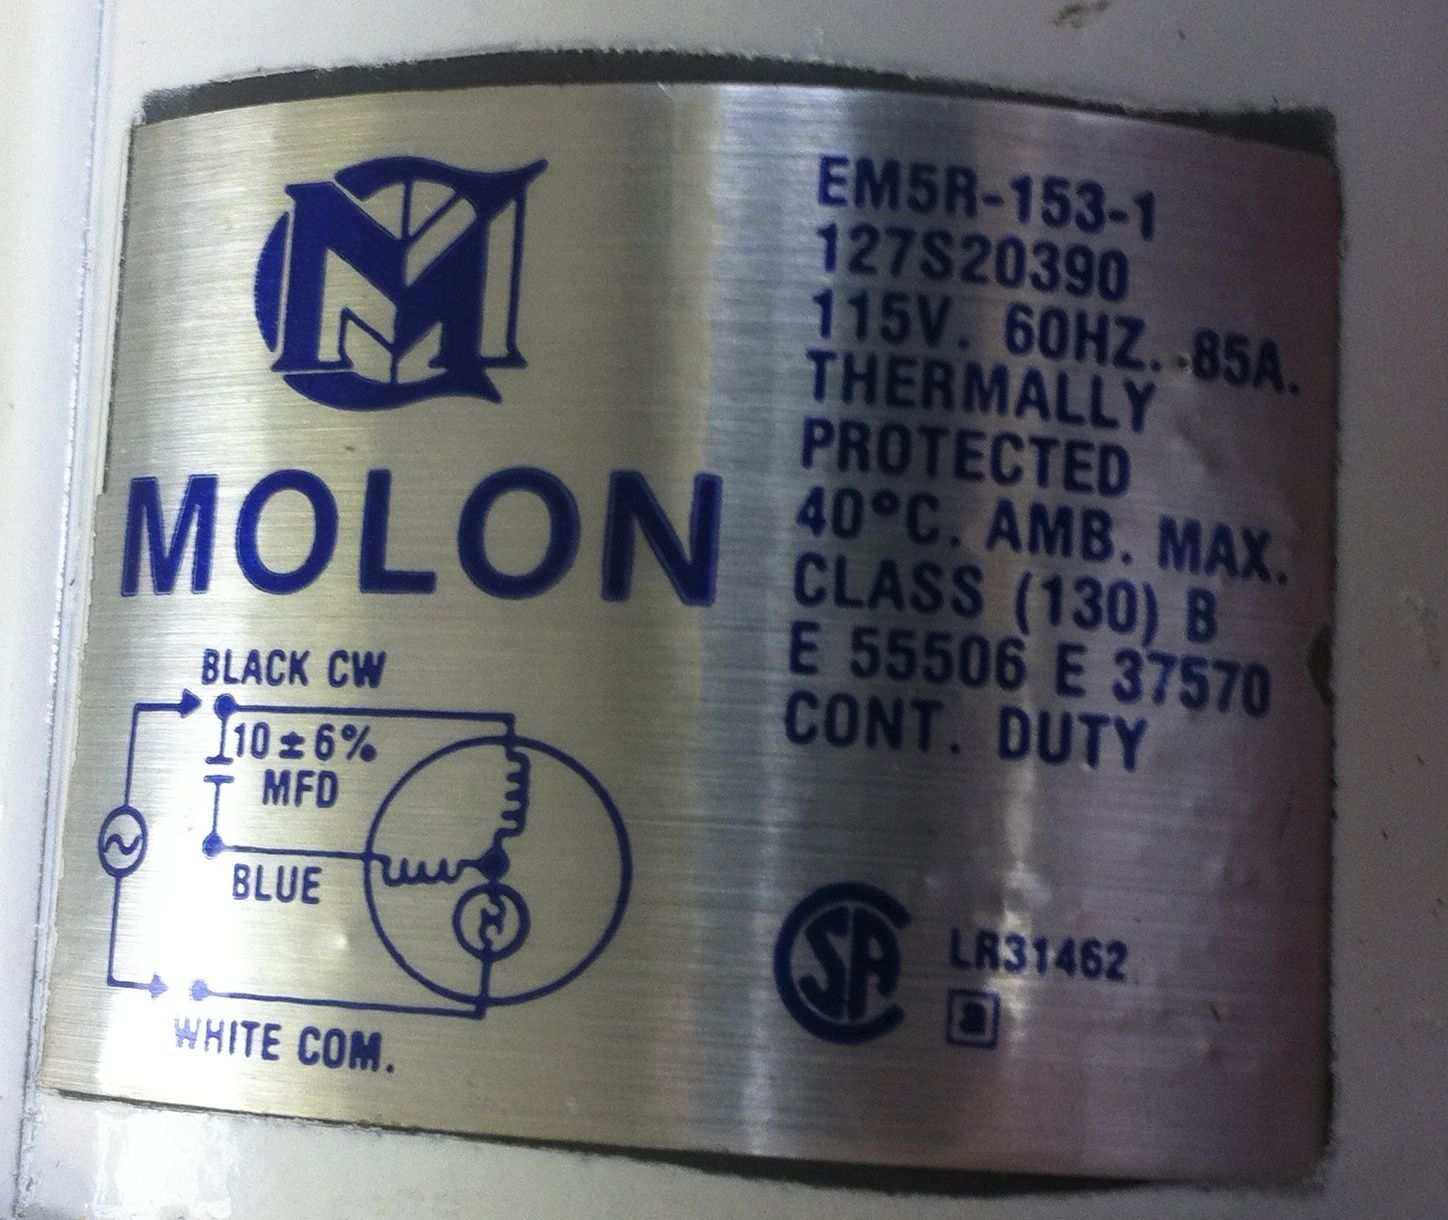 MOLON
BLACK CW
10 ± 6%
MFD
BLUE
WHITE COM.
EM5R-153-1
127S20390
115V. 60HZ. .85A.
THERMALLY
PROTECTED
40°C. AMB. MAX.
CLASS (130) B
E 55506 E 37570
CONT. DUTY
SA
LR31462
a